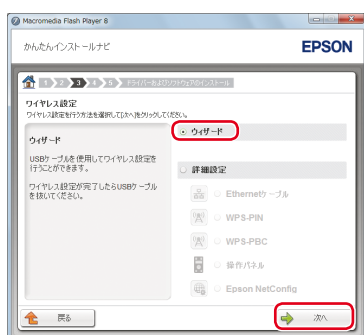 Macromedia Flash Player 8
かんたんインストールナビ
EPSON
1 2 3 4 5 ドライバーおよびソフトウェアのインストール
ワイヤレス設定
ワイヤレス設定を行う方法を選択して[次へ]をクリックしてください。
ウィザード
USBケーブルを使用してワイヤレス設定を
行うことができます。
ワイヤレス設定が完了したらUSBケーブル
を抜いてください。
ウィザード
詳細設定
Ethernetケーブル
WPS-PIN
WPS-PBC
操作パネル
Epson NetConfig
戻る
次へ